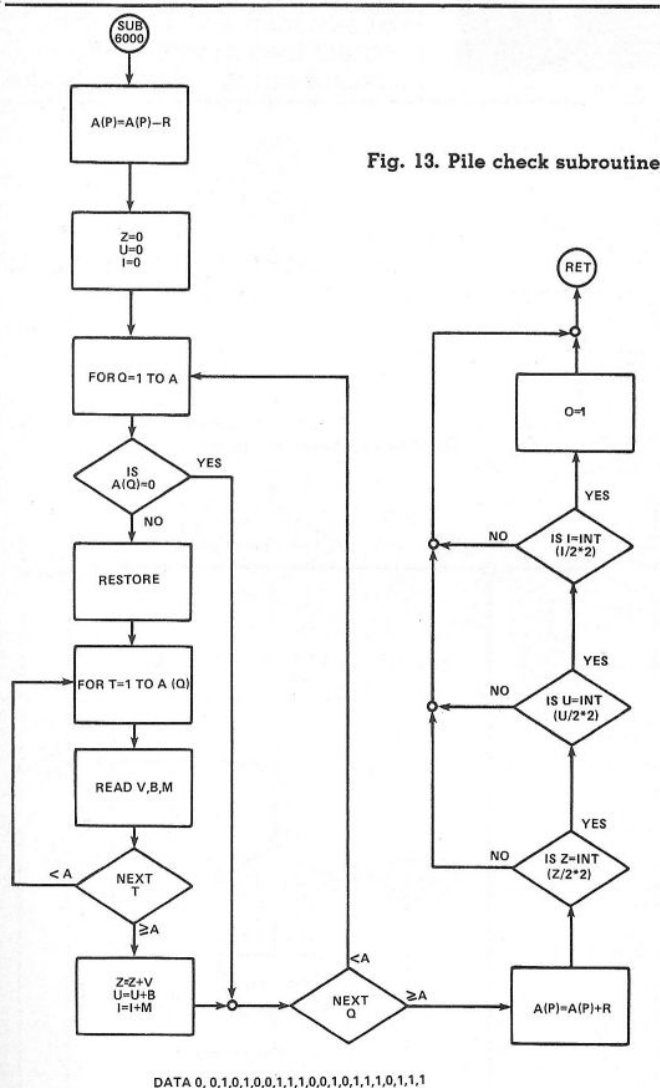 SUB
6000
A(P)=A(P)–R
Fig. 13. Pile check subroutine
Z=0
U=0
I=0
FOR Q=1 TO A
IS
A(Q)=0
YES
NO
RESTORE
FOR T=1 TO A (Q)
READ V,B,M
NEXT
T
<A
≥A
Z=Z+V
U=U+B
I=I+M
NEXT
Q
<A
≥A
A(P)=A(P)+R
IS Z=INT
(Z/2*2)
NO
YES
IS U=INT
(U/2*2)
NO
YES
IS I=INT
(I/2*2)
NO
YES
O=1
RET
DATA 0, 0,1,0,1,0,0,1,1,1,0,0,1,0,1,1,1,0,1,1,1